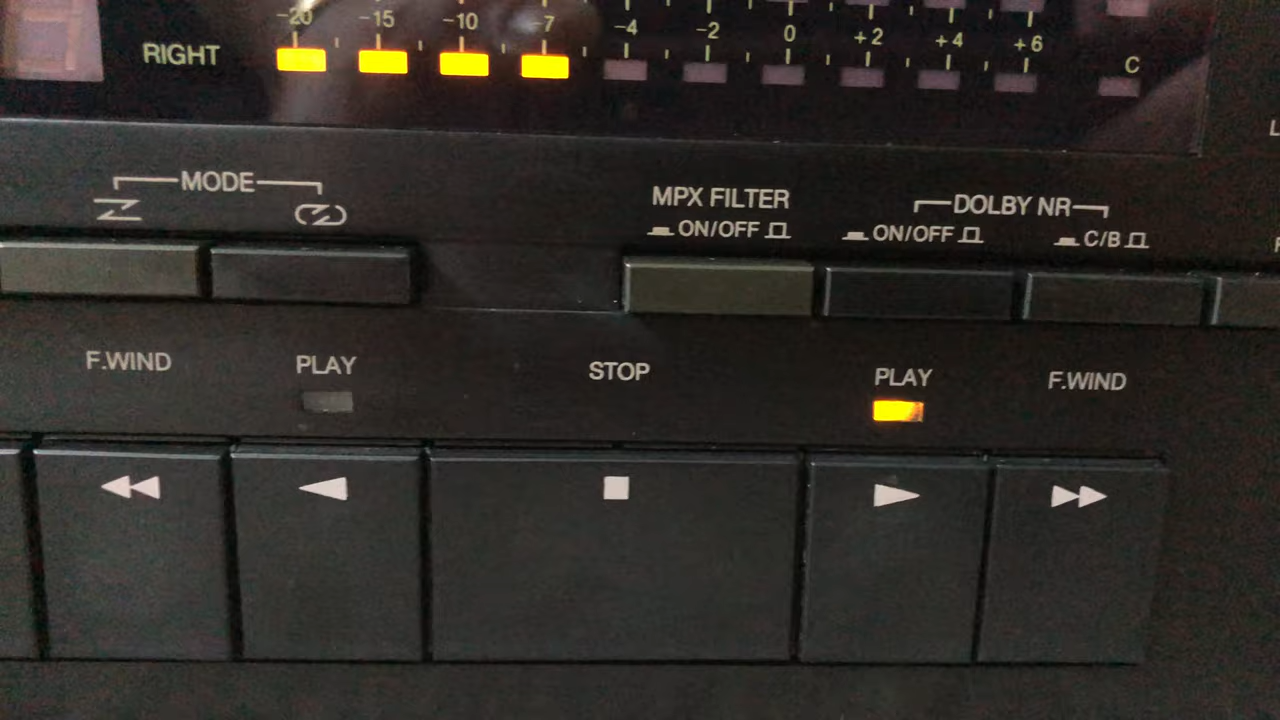 -20 -15 -10 -7 -4 -2 0 +2 +4 +6
RIGHT
C
MODE
MPX FILTER
DOLBY NR
ON/OFF
ON/OFF
C/B
F.WIND
PLAY
STOP
PLAY
F.WIND